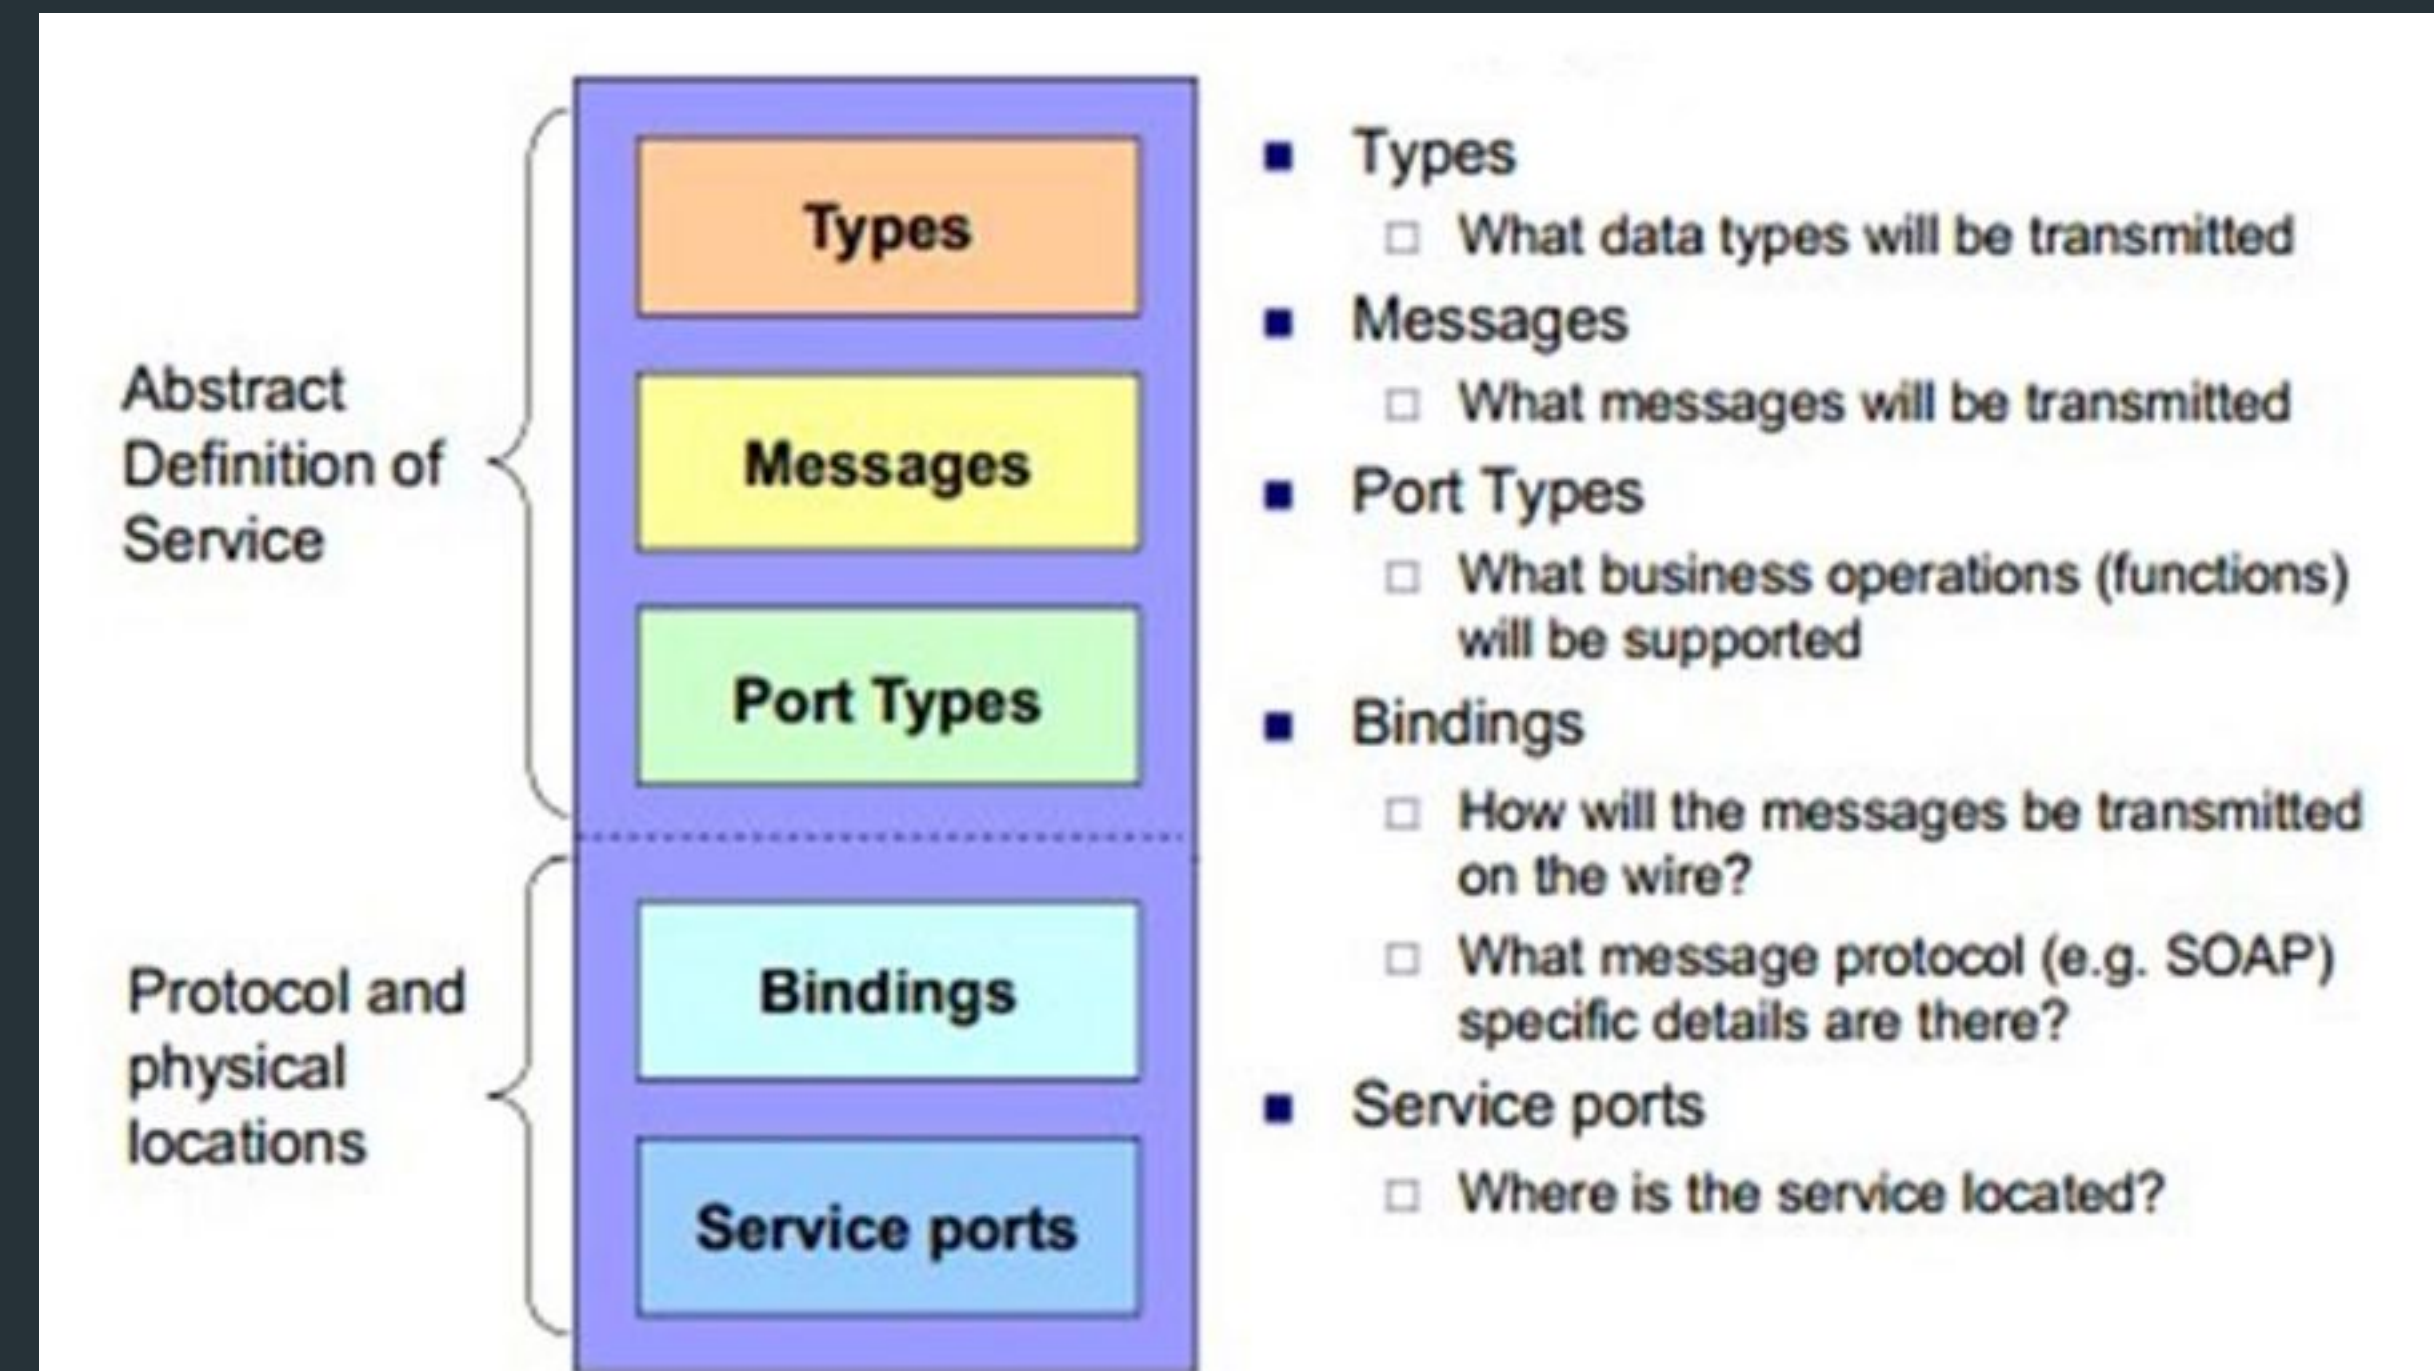 Abstract
Definition of
Service
Protocol and
physical
locations
Types
Messages
Port Types
Bindings
Service ports
Types
What data types will be transmitted
Messages
What messages will be transmitted
Port Types
What business operations (functions)
will be supported
Bindings
How will the messages be transmitted
on the wire?
What message protocol (e.g. SOAP)
specific details are there?
Service ports
Where is the service located?